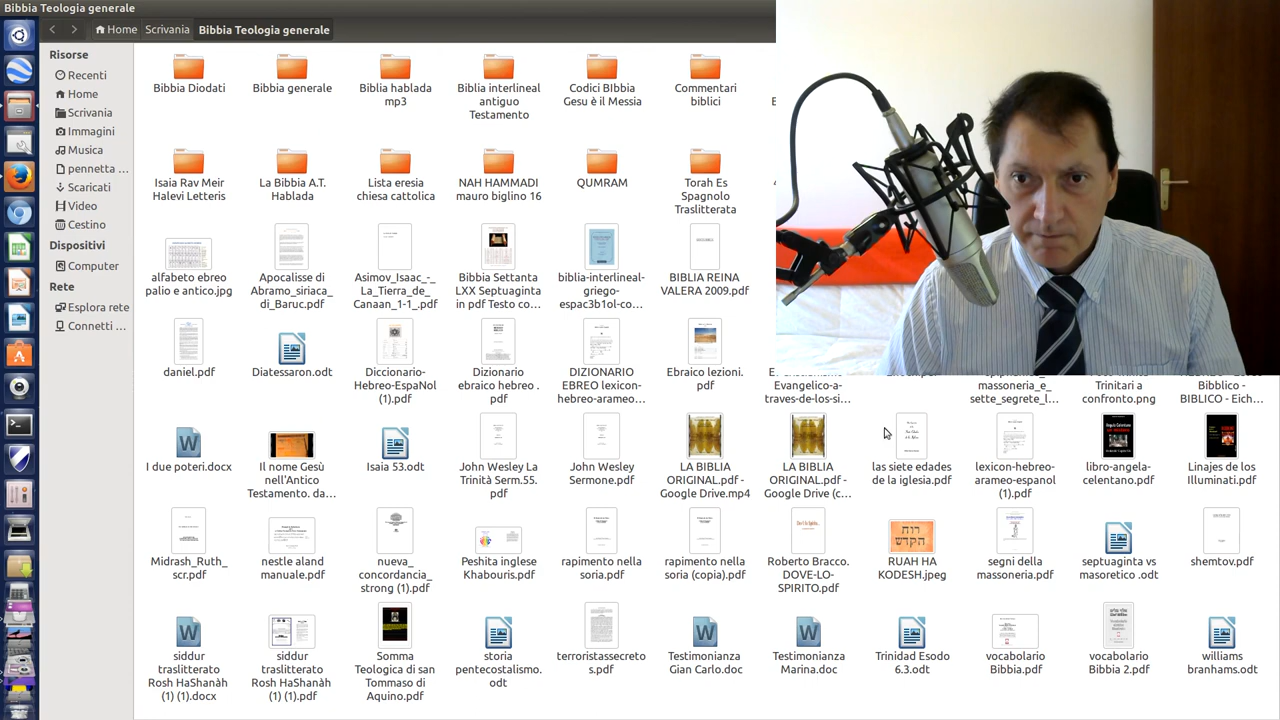 Bibbia Teologia generale
Home
Scrivania
Bibbia Teologia generale
Risorse
Recenti
Home
Scrivania
Immagini
Musica
pennetta ...
Scaricati
Video
Cestino
Dispositivi
Computer
Rete
Esplora rete
Connetti ...
Bibbia Diodati
Bibbia generale
Biblia hablada
mp3
Biblia interlineal
antiguo
Testamento
Codici BIbbia
Gesu è il Messia
Commentari
biblici
Isaia Rav Meir
Halevi Letteris
La Bibbia A.T.
Hablada
Lista eresia
chiesa cattolica
NAH HAMMADI
mauro biglino 16
QUMRAM
Torah Es
Spagnolo
Traslitterata
alfabeto ebreo
palio e antico.jpg
Apocalisse di
Abramo_siriaca_
di_Baruc.pdf
Asimov_Isaac_-_
La_Tierra_de_
Canaan_1-1_.pdf
Bibbia Settanta
LXX Septuaginta
in pdf Testo co...
biblia-interlineal-
griego-
espac3b1ol-co...
BIBLIA REINA
VALERA 2009.pdf
daniel.pdf
Diatessaron.odt
Diccionario-
Hebreo-EspaNol
(1).pdf
Dizionario
ebraico hebreo .
pdf
DIZIONARIO
EBREO lexicon-
hebreo-arameo...
Ebraico lezioni.
pdf
Evangelico-a-
traves-de-los-si...
massoneria_e_
sette_segrete_l...
Trinitari a
confronto.png
Bibblico -
BIBLICO - Eich...
I due poteri.docx
Il nome Gesù
nell'Antico
Testamento. da...
Isaia 53.odt
John Wesley La
Trinità Serm.55.
pdf
John Wesley
Sermone.pdf
LA BIBLIA
ORIGINAL.pdf -
Google Drive.mp4
LA BIBLIA
ORIGINAL.pdf -
Google Drive (c...
las siete edades
de la iglesia.pdf
lexicon-hebreo-
arameo-espanol
(1).pdf
libro-angela-
celentano.pdf
Linajes de los
Illuminati.pdf
Midrash_Ruth_
scr.pdf
nestle aland
manuale.pdf
nueva_-_
concordancia_
strong (1).pdf
Peshita inglese
Khabouris.pdf
rapimento nella
soria.pdf
rapimento nella
soria (copia).pdf
Roberto Bracco.
DOVE-LO-
SPIRITO.pdf
רוח
הקדש
RUAH HA
KODESH.jpeg
segni della
massoneria.pdf
septuaginta vs
masoretico .odt
shemtov.pdf
siddur
traslitterato
Rosh HaShanàh
(1) (1).docx
siddur
traslitterato
Rosh HaShanàh
(1) (1).pdf
Somma
Teologica di san
Tommaso di
Aquino.pdf
storia
pentecostalismo.
odt
terroristassecreto
s.pdf
Testimonianza
Gian Carlo.doc
Testimonianza
Marina.doc
Trinidad Esodo
6.3.odt
vocabolario
Bibbia.pdf
vocabolario
Bibbia 2.pdf
williams
branhams.odt